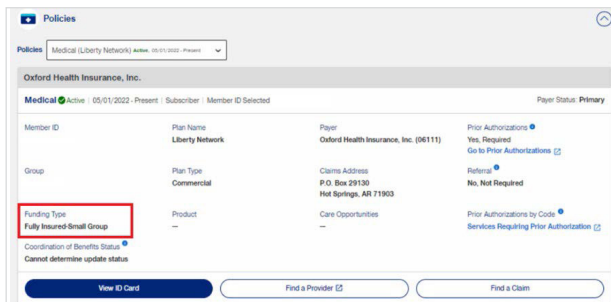 Policies
Policies Medical (Liberty Network) Active, 05/01/2022 - Present
Oxford Health Insurance, Inc.
Medical Active | 05/01/2022 - Present | Subscriber | Member ID Selected Payer Status: Primary
Member ID Plan Name Payer Prior Authorizations
Liberty Network Oxford Health Insurance, Inc. (06111) Yes, Required
Go to Prior Authorizations
Group Plan Type Claims Address Referral
Commercial P.O. Box 29130 No, Not Required
Hot Springs, AR 71903
Funding Type Product Care Opportunities Prior Authorizations by Code
Fully Insured-Small Group -- -- Services Requiring Prior Authorization
Coordination of Benefits Status
Cannot determine update status
View ID Card Find a Provider Find a Claim